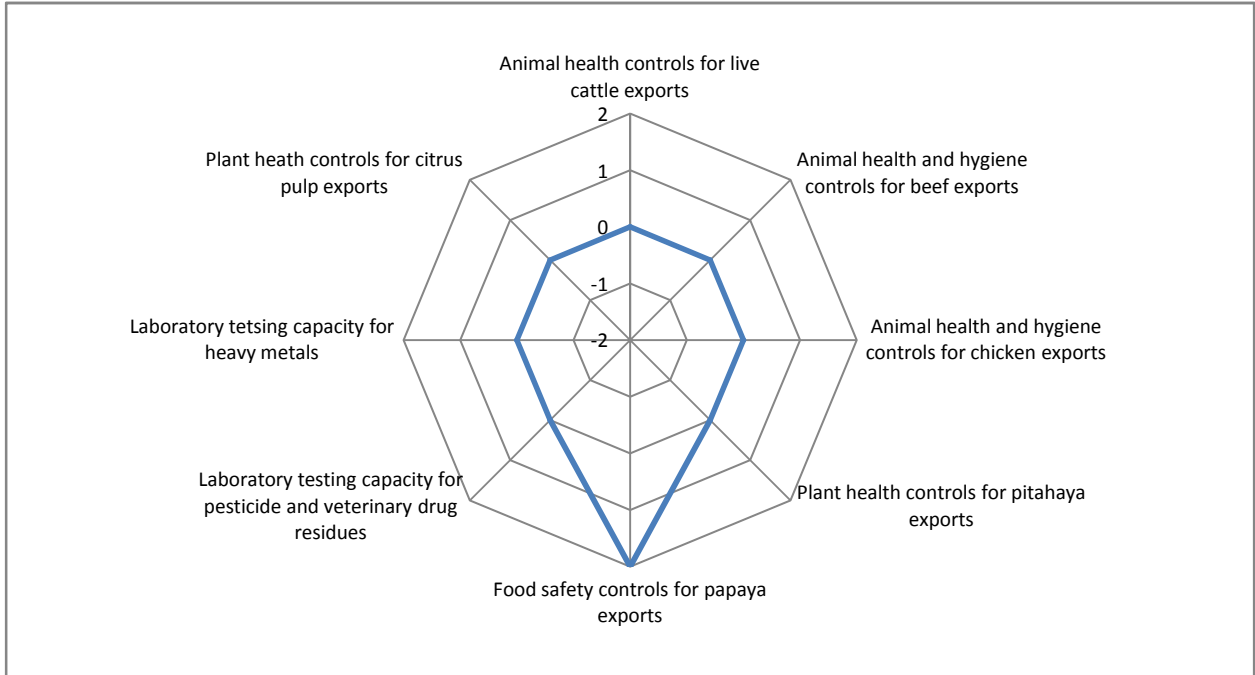 Animal health controls for live
cattle exports
2
1
0
-1
-2
Animal health and hygiene
controls for beef exports
Animal health and hygiene
controls for chicken exports
Plant health controls for pitahaya
exports
Food safety controls for papaya
exports
Laboratory testing capacity for
pesticide and veterinary drug
residues
Laboratory tetsing capacity for
heavy metals
Plant heath controls for citrus
pulp exports